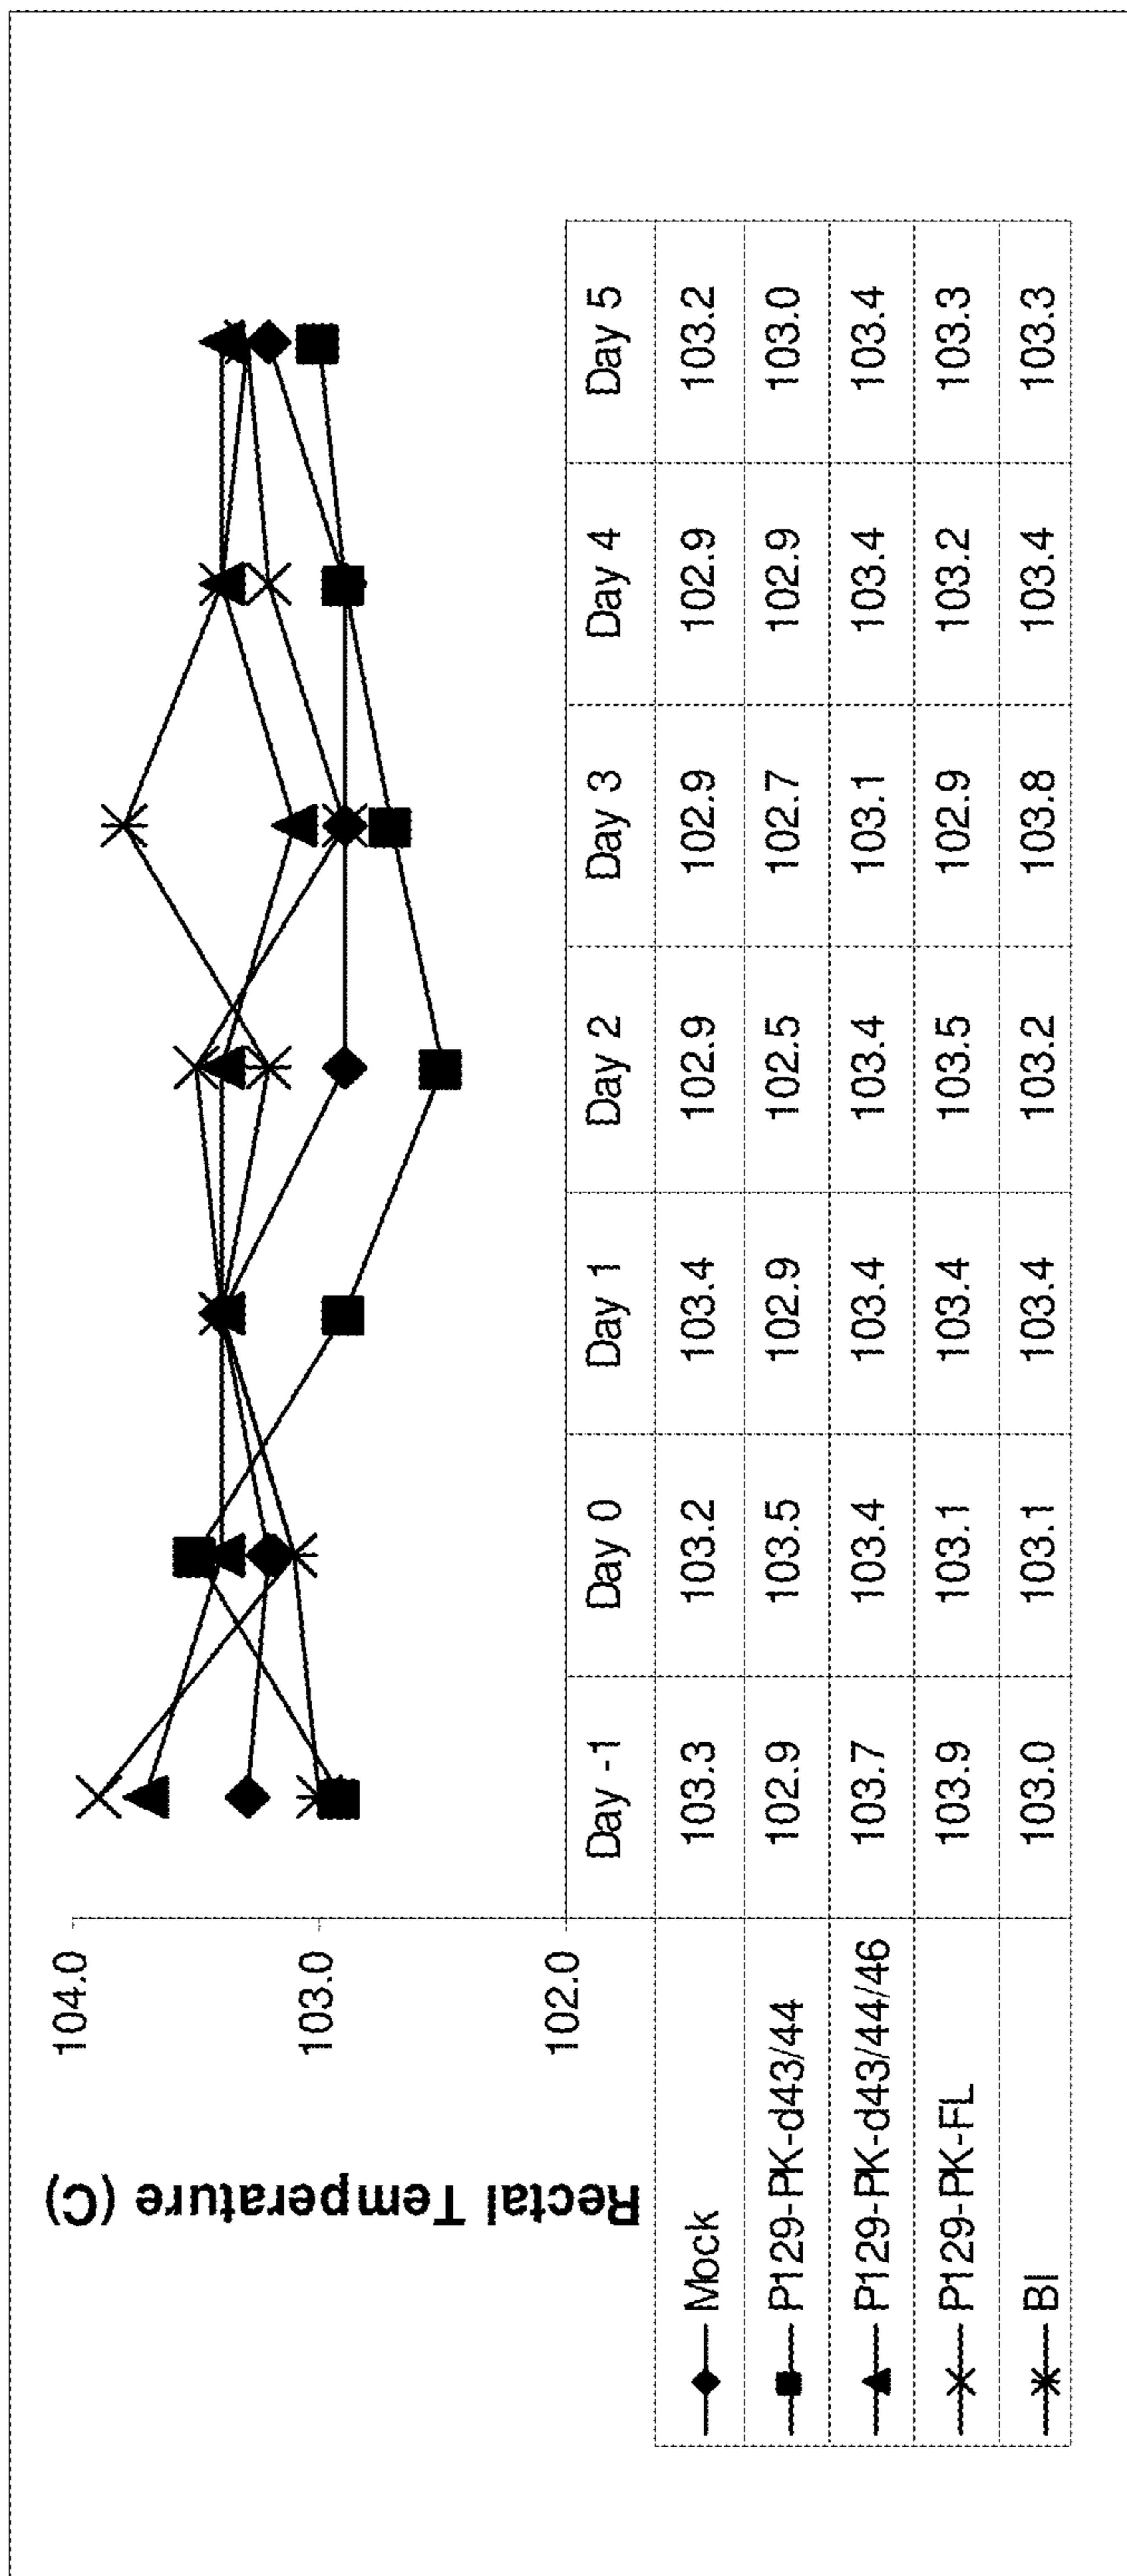 Rectal Temperature (C)
104.0
103.0
102.0
Day -1 Day 0 Day 1 Day 2 Day 3 Day 4 Day 5
Mock 103.3 103.2 103.4 102.9 102.9 102.9 103.2
P129-PK-d43/44 102.9 103.5 102.9 102.5 102.7 102.9 103.0
P129-PK-d43/44/46 103.7 103.4 103.4 103.4 103.1 103.4 103.4
P129-PK-FL 103.9 103.1 103.4 103.5 102.9 103.2 103.3
BI 103.0 103.1 103.4 103.2 103.8 103.4 103.3